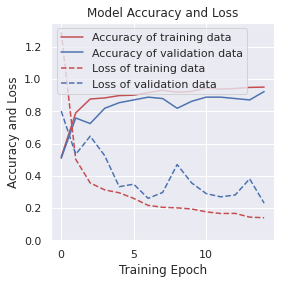 Model Accuracy and Loss
Accuracy of training data
Accuracy of validation data
Loss of training data
Loss of validation data
Accuracy and Loss
1.2
1.0
0.8
0.6
0.4
0.2
0.0
0 5 10
Training Epoch